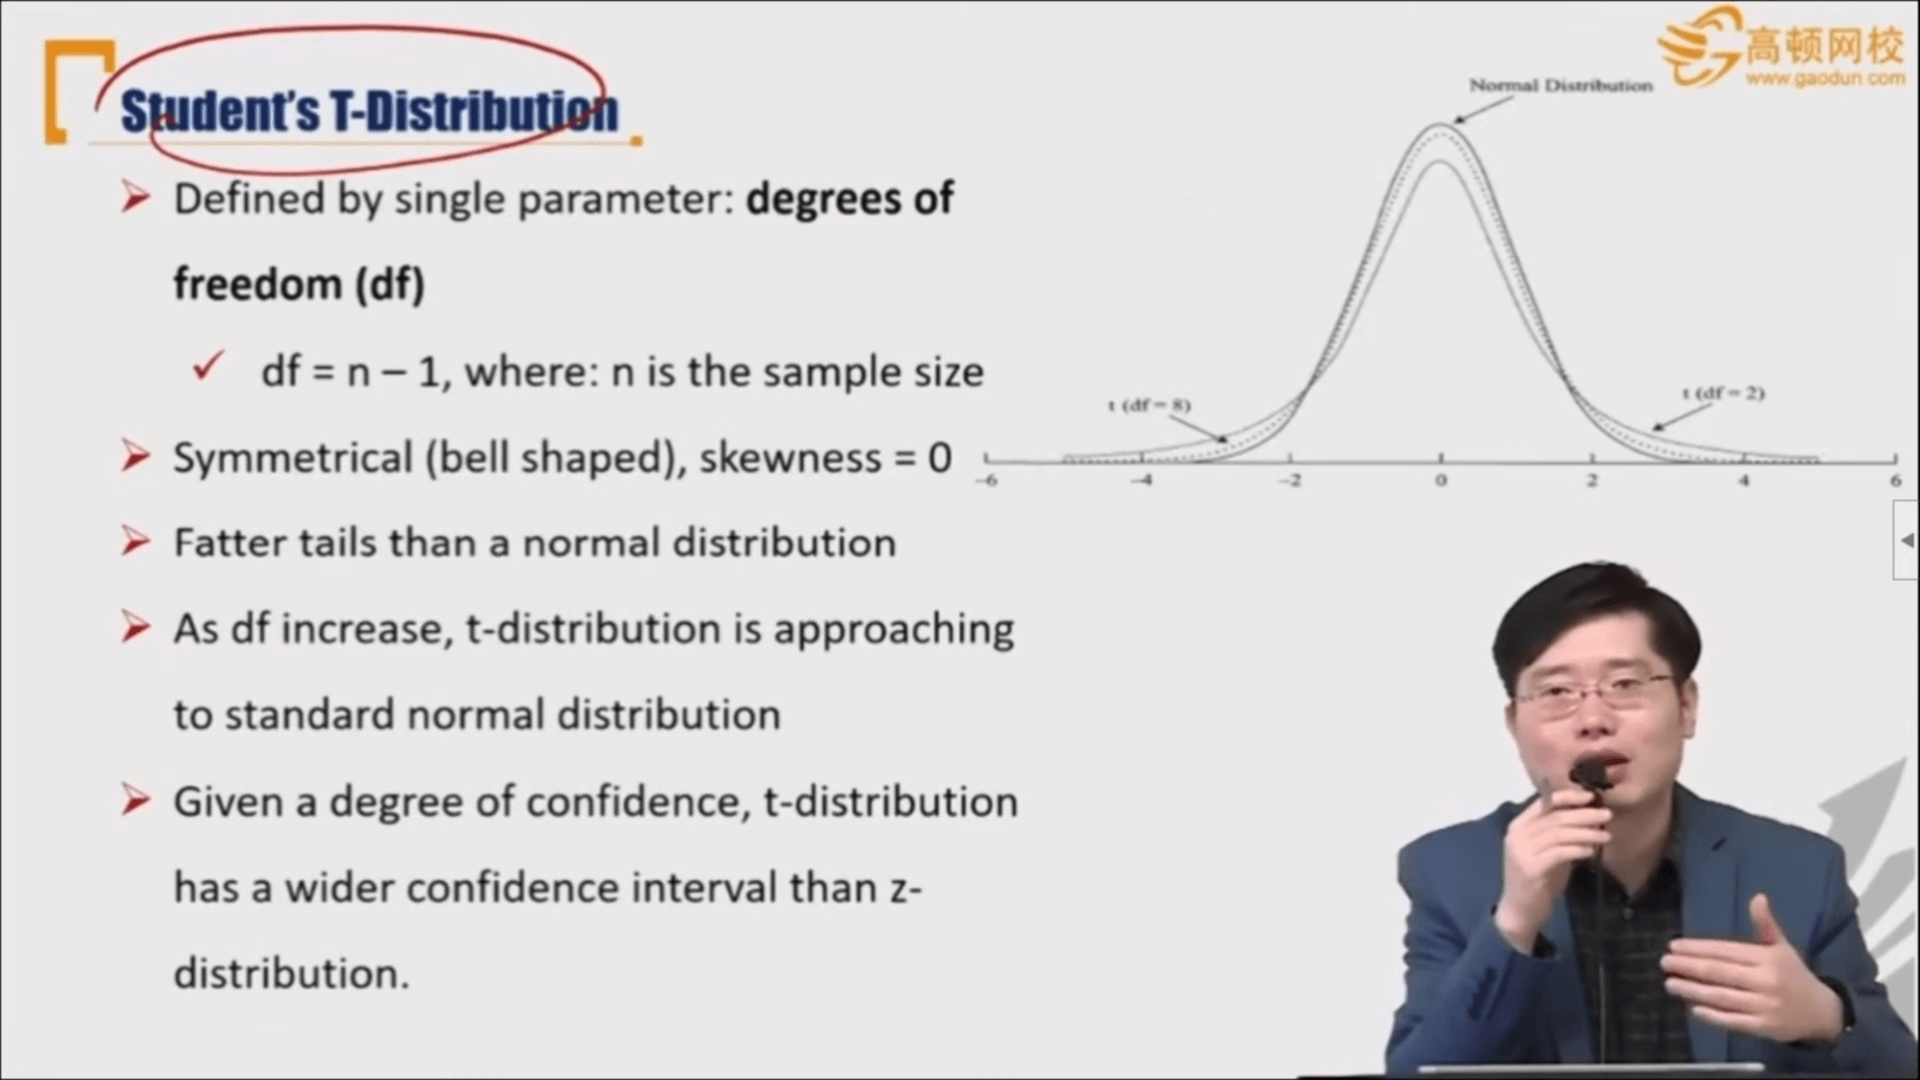 高顿网校
www.gaodun.com
Student's T-Distribution
Defined by single parameter: degrees of
freedom (df)
df = n – 1, where: n is the sample size
Symmetrical (bell shaped), skewness = 0
Fatter tails than a normal distribution
As df increase, t-distribution is approaching
to standard normal distribution
Given a degree of confidence, t-distribution
has a wider confidence interval than z-
distribution.
Normal Distribution
t (df = 8)
t (df = 2)
-6 -4 -2 0 2 4 6